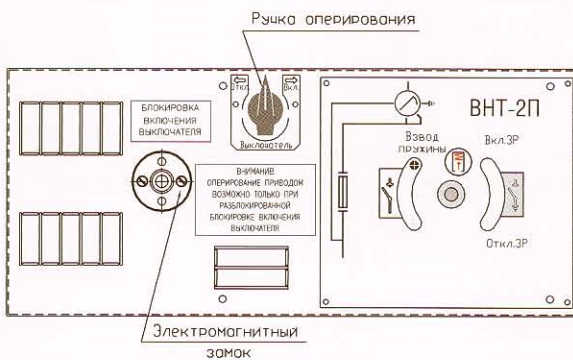 Ручка оперирования
Откл.
Вкл.
Выключатель
БЛОКИРОВКА
ВКЛЮЧЕНИЯ
ВЫКЛЮЧАТЕЛЯ
ВНИМАНИЕ
ОПЕРИРОВАНИЕ ПРИВОДОМ
ВОЗМОЖНО ТОЛЬКО ПРИ
РАЗБЛОКИРОВАННОЙ
БЛОКИРОВКЕ ВКЛЮЧЕНИЯ
ВЫКЛЮЧАТЕЛЯ
ВНТ-2П
Взвод
пружины
Вкл.ЗР
Откл.ЗР
Электромагнитный
замок